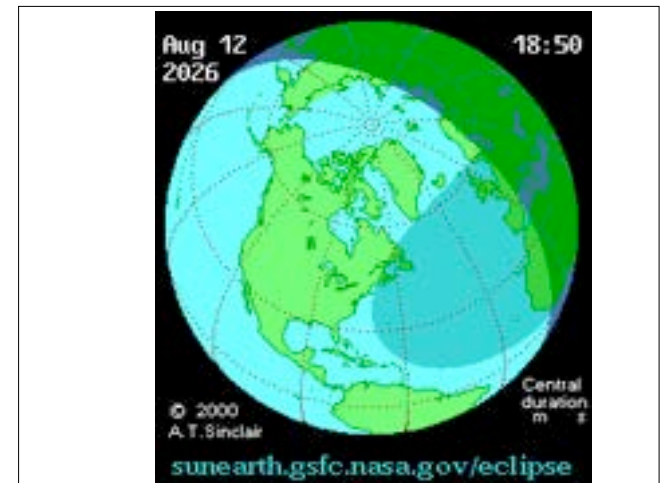 Aug 12 18:50
2026
Central
duration
m s
© 2000
A.T.Sinclair
sunearth.gsfc.nasa.gov/eclipse